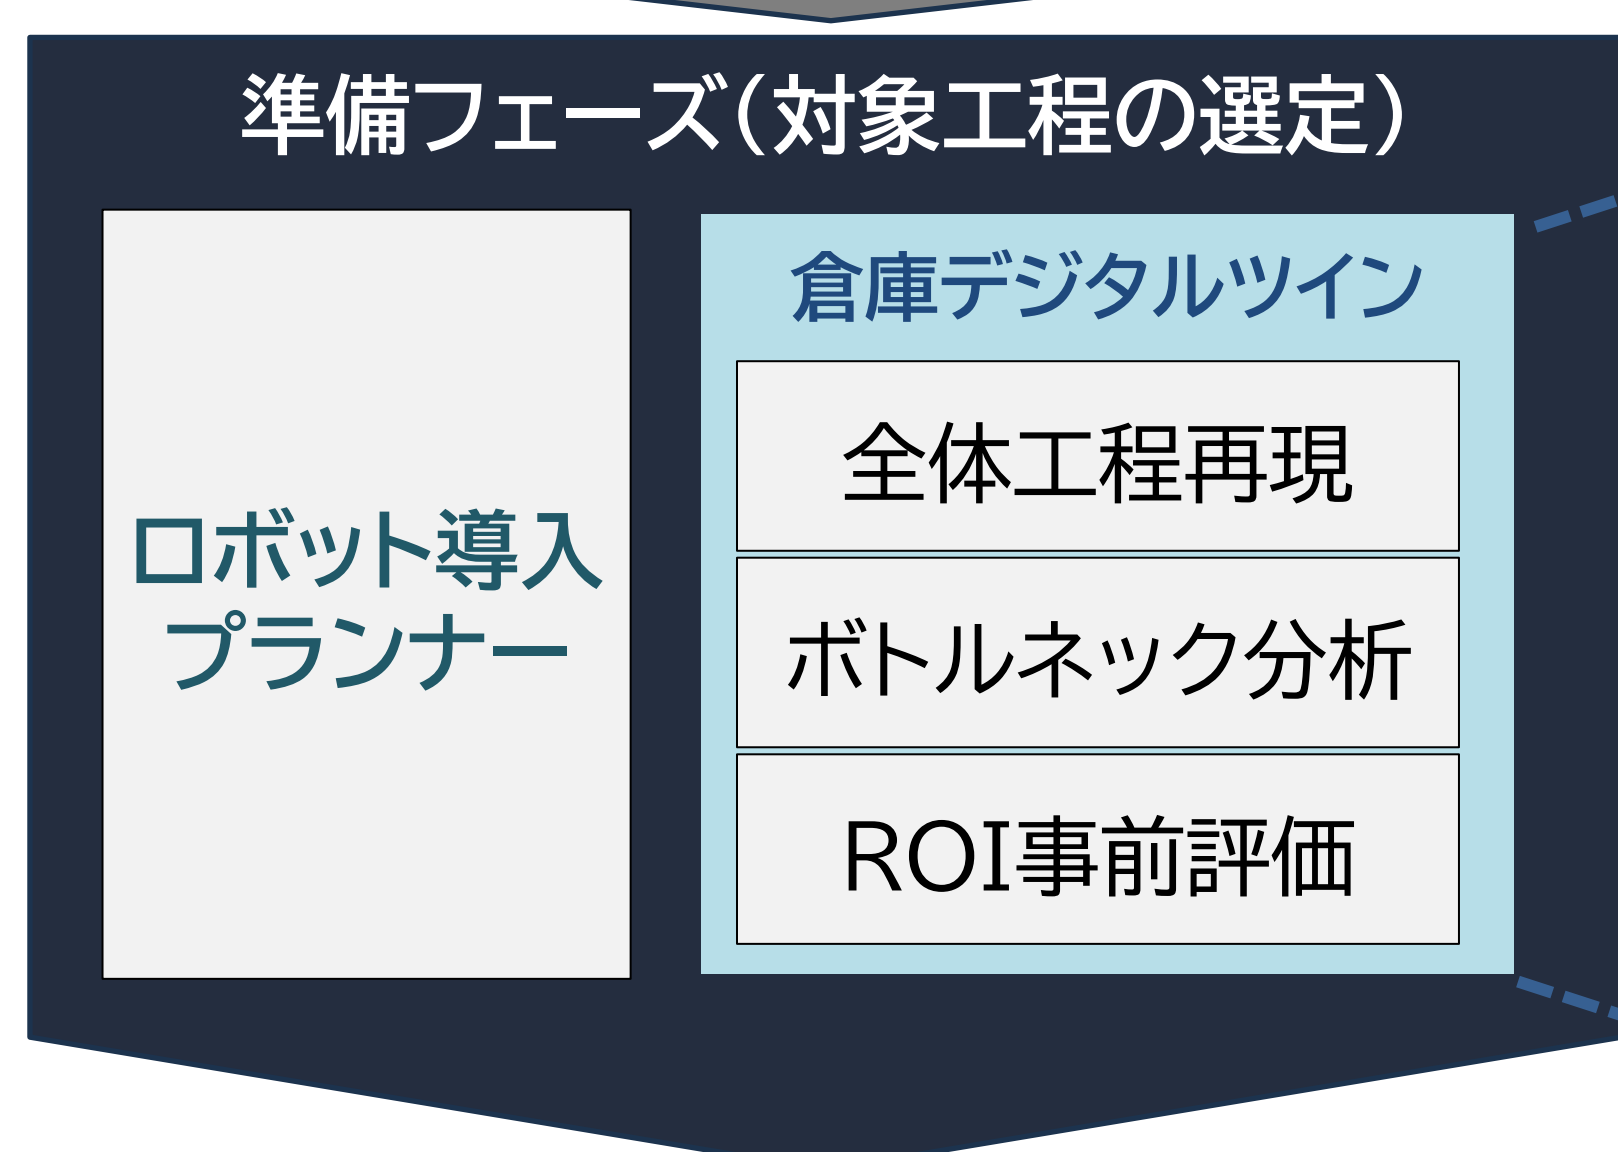 準備フェーズ(対象工程の選定)
ロボット導入
プランナー
倉庫デジタルツイン
全体工程再現
ボトルネック分析
ROI事前評価